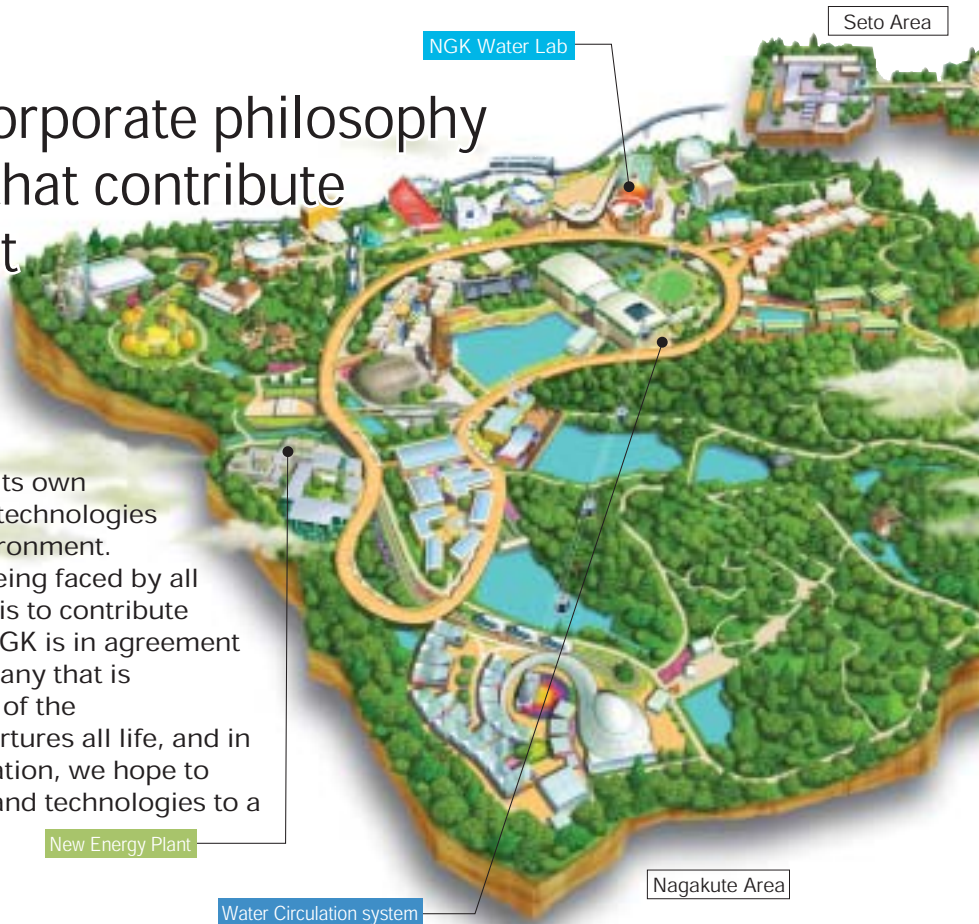 Seto Area
NGK Water Lab
orporate philosophy
hat contribute
t
ts own
technologies
ronment.
eing faced by all
is to contribute
GK is in agreement
any that is
of the
rtures all life, and in
ation, we hope to
and technologies to a
New Energy Plant
Nagakute Area
Water Circulation system